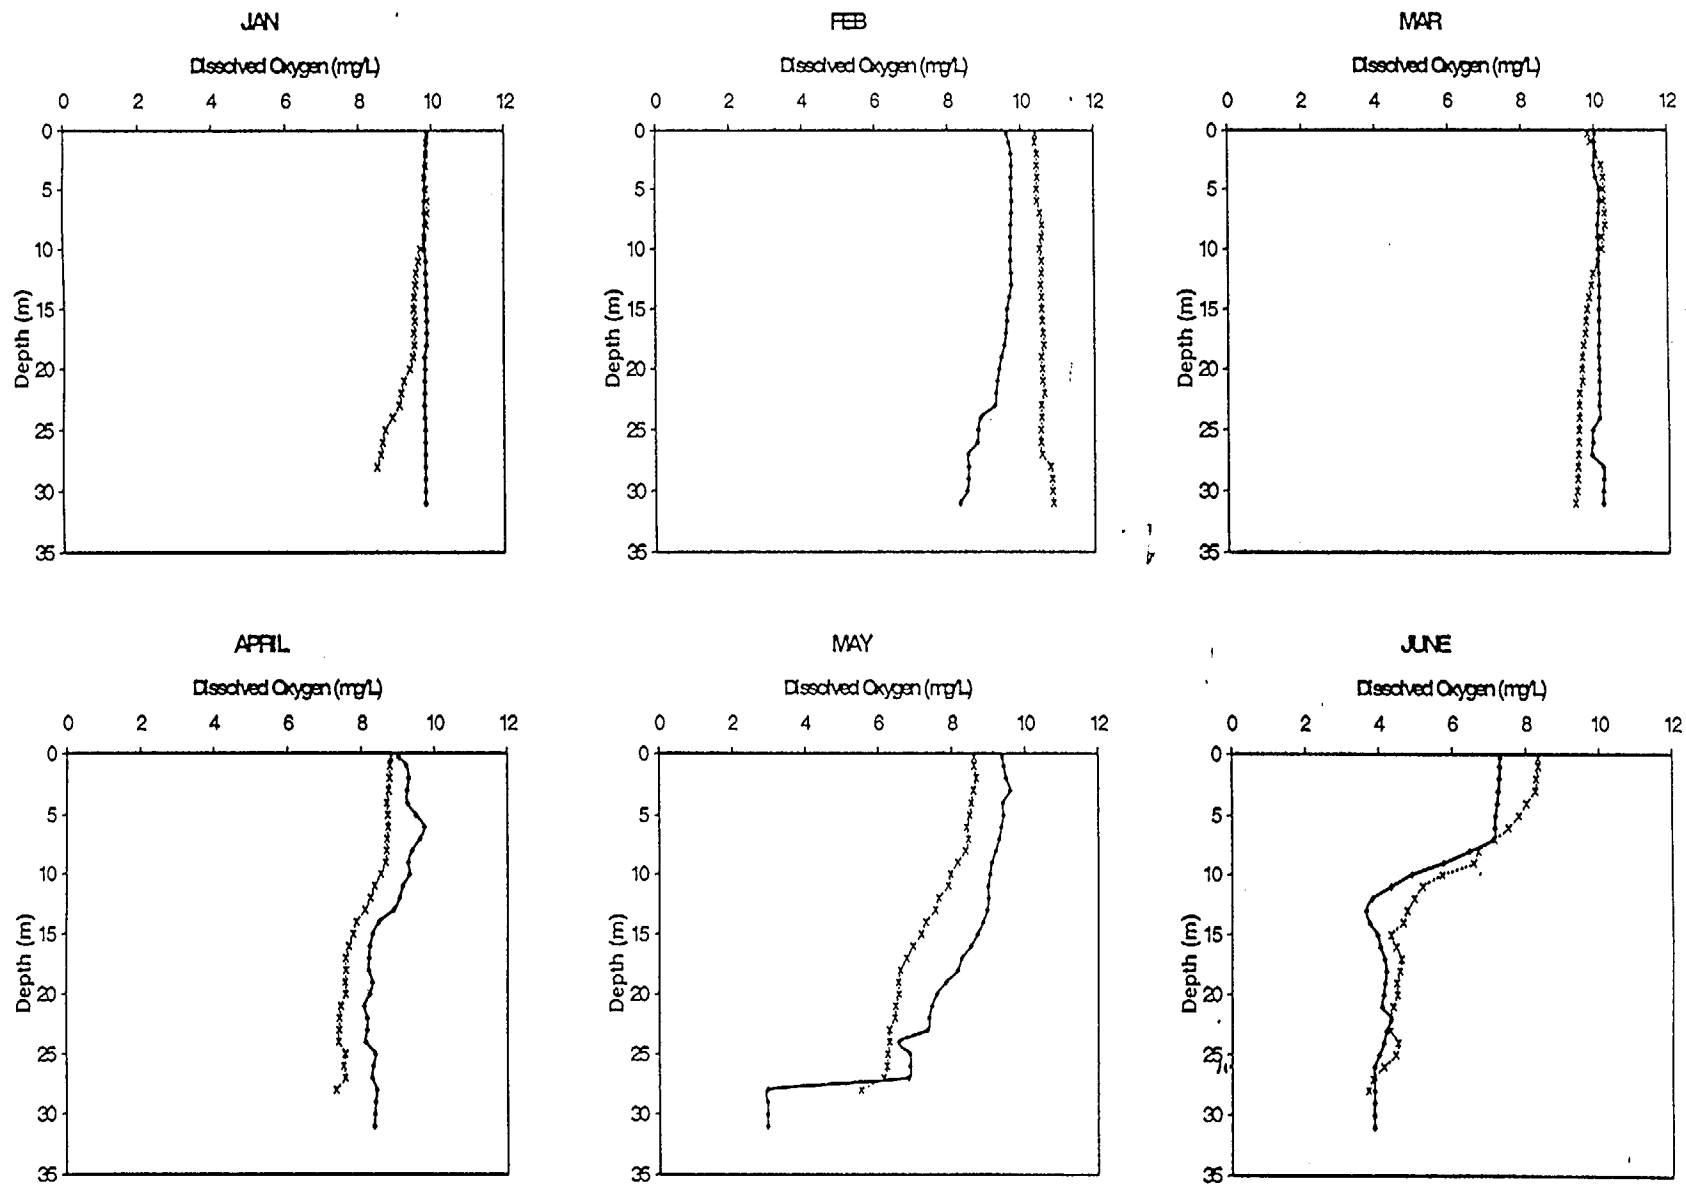 JAN FEB MAR
Dissolved Oxygen (mg/L) Dissolved Oxygen (mg/L) Dissolved Oxygen (mg/L)
0 2 4 6 8 10 12 0 2 4 6 8 10 12 0 2 4 6 8 10 12
0 0 0
5 5 5
10 10 10
15 15 15
Depth (m) Depth (m) Depth (m)
20 20 20
25 25 25
30 30 30
35 35 35
APRIL MAY JUNE
Dissolved Oxygen (mg/L) Dissolved Oxygen (mg/L) Dissolved Oxygen (mg/L)
0 2 4 6 8 10 12 0 2 4 6 8 10 12 0 2 4 6 8 10 12
0 0 0
5 5 5
10 10 10
15 15 15
Depth (m) Depth (m) Depth (m)
20 20 20
25 25 25
30 30 30
35 35 35